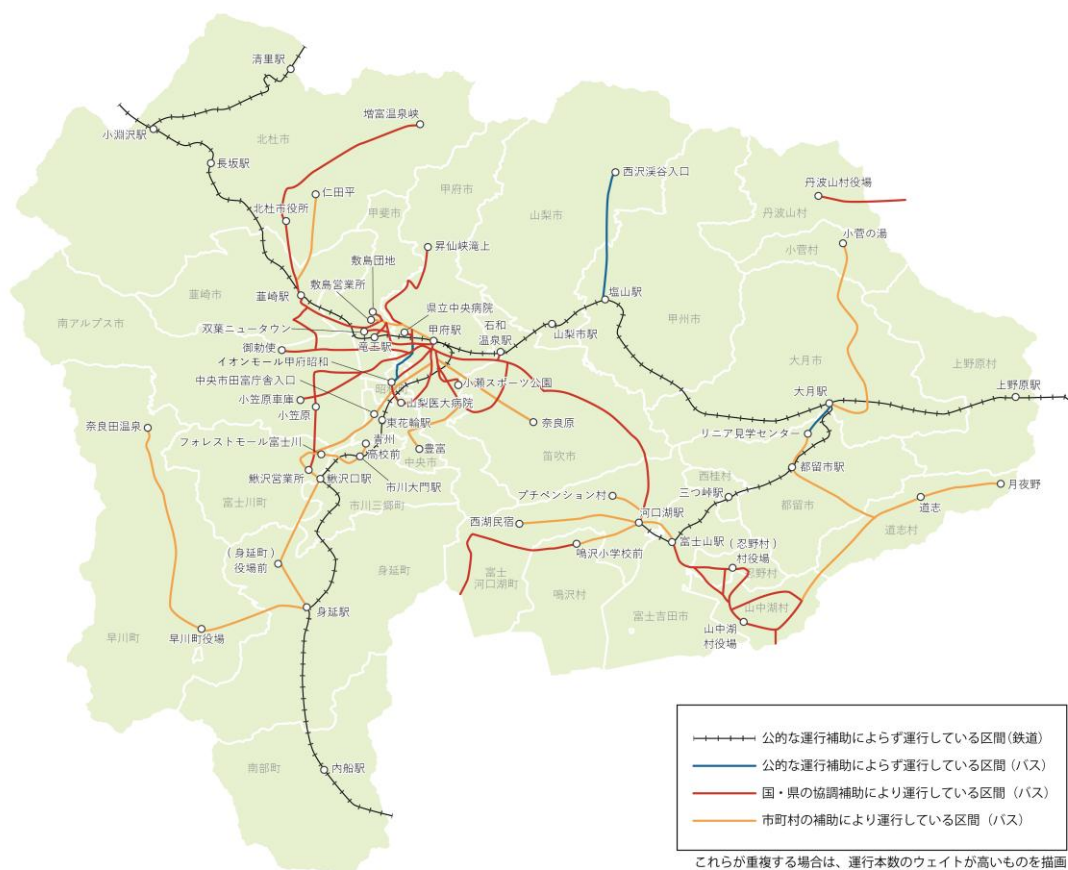 清里駅
小淵沢駅
北杜市
増富温泉峡
長坂駅
仁田平
北杜市役所
甲斐市
甲府市
山梨市
西沢渓谷入口
丹波山村役場
丹波山村
小菅の湯
小菅村
昇仙峡滝上
敷島団地
敷島営業所
韮崎駅
韮崎市
県立中央病院
塩山駅
南アルプス市
双葉ニュータウン
甲府駅
石和
温泉駅
山梨市駅
甲州市
御勅使
竜王駅
イオンモール甲府昭和
大月市
上野原村
中央市田富庁舎入口
小瀬スポーツ公園
大月駅
上野原駅
小笠原車庫
山梨医大病院
小笠原
東花輪駅
奈良原
奈良田温泉
リニア見学センター
フォレストモール富士川
青州
高校前
豊富
中央市
笛吹市
鰍沢営業所
鰍沢口駅
市川大門駅
西桂村
都留市駅
富士川町
市川三郷町
プチペンション村
三つ峠駅
都留市
道志
月夜野
西湖民宿
河口湖駅
道志村
(身延町)
役場前
鳴沢小学校前
富士山駅
(忍野村)
村役場
忍野村
身延町
富士
河口湖町
鳴沢村
富士吉田市
山中湖村
身延駅
早川町
早川町役場
山中湖
村役場
南部町
内船駅
公的な運行補助によらず運行している区間(鉄道)
公的な運行補助によらず運行している区間(バス)
国・県の協調補助により運行している区間(バス)
市町村の補助により運行している区間(バス)
これらが重複する場合は、運行本数のウェイトが高いものを描画